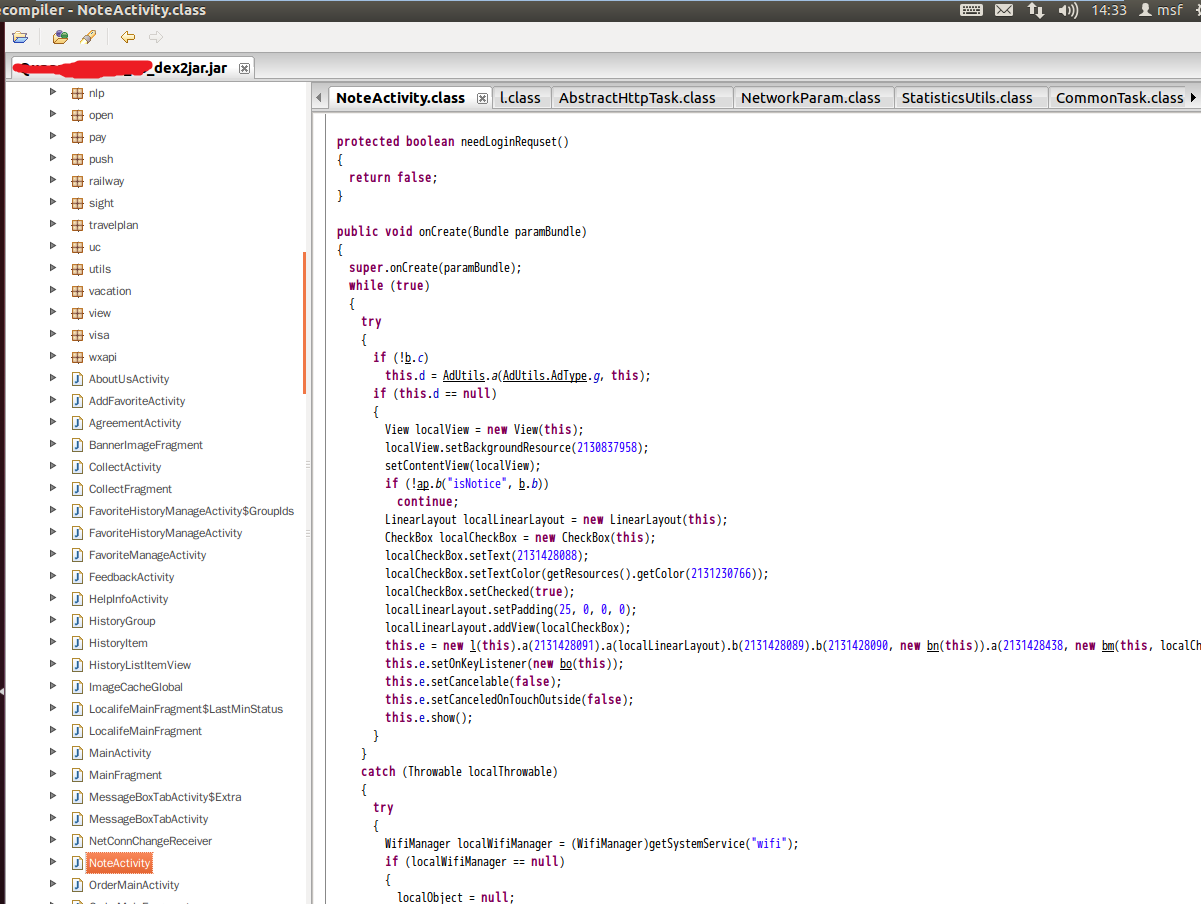 compiler - NoteActivity.class
14:33
msf
_dex2jar.jar
nlp
open
pay
push
railway
sight
travelplan
uc
utils
vacation
view
visa
wxapi
AboutUsActivity
AddFavoriteActivity
AgreementActivity
BannerImageFragment
CollectActivity
CollectFragment
FavoriteHistoryManageActivity$GroupIds
FavoriteHistoryManageActivity
FavoriteManageActivity
FeedbackActivity
HelpInfoActivity
HistoryGroup
HistoryItem
HistoryListItemView
ImageCacheGlobal
LocalifeMainFragment$LastMinStatus
LocalifeMainFragment
MainActivity
MainFragment
MessageBoxTabActivity$Extra
MessageBoxTabActivity
NetConnChangeReceiver
NoteActivity
OrderMainActivity
NoteActivity.class
l.class
AbstractHttpTask.class
NetworkParam.class
StatisticsUtils.class
CommonTask.class
protected boolean needLoginRequset()
{
return false;
}
public void onCreate(Bundle paramBundle)
{
super.onCreate(paramBundle);
while (true)
{
try
{
if (!b.c)
this.d = AdUtils.a(AdUtils.AdType.g, this);
if (this.d == null)
{
View localView = new View(this);
localView.setBackgroundResource(2130837958);
setContentView(localView);
if (!ap.b("isNotice", b.b))
continue;
LinearLayout localLinearLayout = new LinearLayout(this);
CheckBox localCheckBox = new CheckBox(this);
localCheckBox.setText(2131428088);
localCheckBox.setTextColor(getResources().getColor(2131230766));
localCheckBox.setChecked(true);
localLinearLayout.setPadding(25, 0, 0, 0);
localLinearLayout.addView(localCheckBox);
this.e = new l(this).a(2131428091).a(localLinearLayout).b(2131428089).b(2131428090, new bn(this)).a(2131428438, new bm(this, localCh
this.e.setOnKeyListener(new bo(this));
this.e.setCancelable(false);
this.e.setCanceledOnTouchOutside(false);
this.e.show();
}
}
catch (Throwable localThrowable)
{
try
{
WifiManager localWifiManager = (WifiManager)getSystemService("wifi");
if (localWifiManager == null)
{
localObject = null;